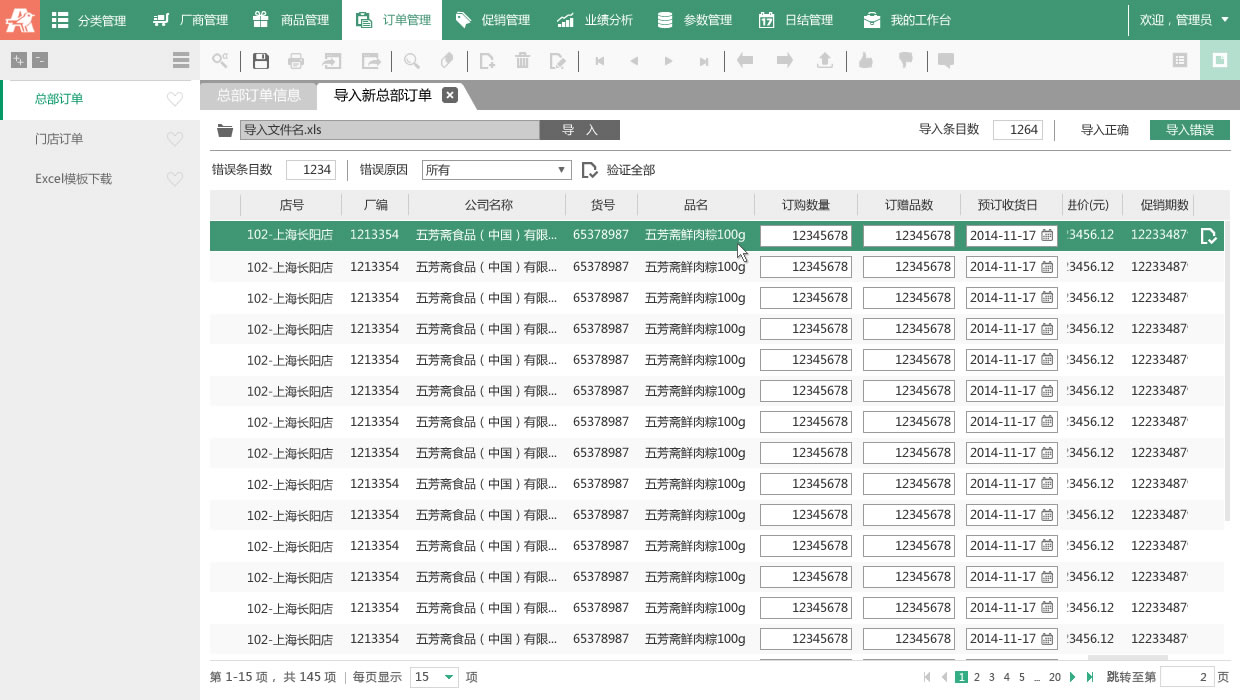 分类管理 厂商管理 商品管理 订单管理 促销管理 业绩分析 参数管理 日结管理 我的工作台 欢迎，管理员
总部订单
门店订单
Excel模板下载
总部订单信息 导入新总部订单
导入文件名.xls 导 入 导入条目数 1264 导入正确 导入错误
错误条目数 1234 错误原因 所有 验证全部
店号 厂编 公司名称 货号 品名 订购数量 订赠品数 预订收货日 进价(元) 促销期数
102-上海长阳店 1213354 五芳斋食品（中国）有限... 65378987 五芳斋鲜肉粽100g 12345678 12345678 2014-11-17 23456.12 12233487
102-上海长阳店 1213354 五芳斋食品（中国）有限... 65378987 五芳斋鲜肉粽100g 12345678 12345678 2014-11-17 23456.12 12233487
102-上海长阳店 1213354 五芳斋食品（中国）有限... 65378987 五芳斋鲜肉粽100g 12345678 12345678 2014-11-17 23456.12 12233487
102-上海长阳店 1213354 五芳斋食品（中国）有限... 65378987 五芳斋鲜肉粽100g 12345678 12345678 2014-11-17 23456.12 12233487
102-上海长阳店 1213354 五芳斋食品（中国）有限... 65378987 五芳斋鲜肉粽100g 12345678 12345678 2014-11-17 23456.12 12233487
102-上海长阳店 1213354 五芳斋食品（中国）有限... 65378987 五芳斋鲜肉粽100g 12345678 12345678 2014-11-17 23456.12 12233487
102-上海长阳店 1213354 五芳斋食品（中国）有限... 65378987 五芳斋鲜肉粽100g 12345678 12345678 2014-11-17 23456.12 12233487
102-上海长阳店 1213354 五芳斋食品（中国）有限... 65378987 五芳斋鲜肉粽100g 12345678 12345678 2014-11-17 23456.12 12233487
102-上海长阳店 1213354 五芳斋食品（中国）有限... 65378987 五芳斋鲜肉粽100g 12345678 12345678 2014-11-17 23456.12 12233487
102-上海长阳店 1213354 五芳斋食品（中国）有限... 65378987 五芳斋鲜肉粽100g 12345678 12345678 2014-11-17 23456.12 12233487
102-上海长阳店 1213354 五芳斋食品（中国）有限... 65378987 五芳斋鲜肉粽100g 12345678 12345678 2014-11-17 23456.12 12233487
102-上海长阳店 1213354 五芳斋食品（中国）有限... 65378987 五芳斋鲜肉粽100g 12345678 12345678 2014-11-17 23456.12 12233487
102-上海长阳店 1213354 五芳斋食品（中国）有限... 65378987 五芳斋鲜肉粽100g 12345678 12345678 2014-11-17 23456.12 12233487
102-上海长阳店 1213354 五芳斋食品（中国）有限... 65378987 五芳斋鲜肉粽100g 12345678 12345678 2014-11-17 23456.12 12233487
第 1-15 项，共 145 项 | 每页显示 15 项 1 2 3 4 5 ... 20 跳转至第 2 页